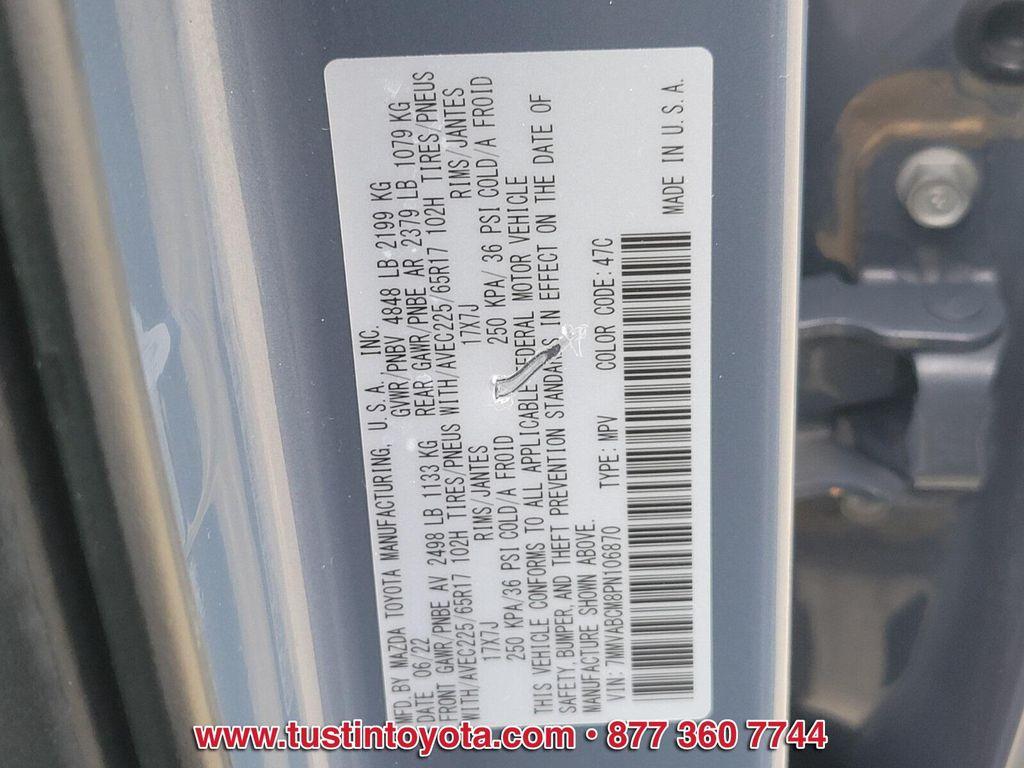 MFD BY MAZDA TOYOTA MANUFACTURING, U.S.A., INC.
DATE 06/22 GVWR/PNBV 4848 LB 2199 KG
FRONT GAWR/PNBE AV 2498 LB 1133 KG REAR GAWR/PNBE AR 2379 LB 1079 KG
WITH/AVEC225/65R17 102H TIRES/PNEUS WITH/AVEC225/65R17 102H TIRES/PNEUS
17X7J RIMS/JANTES 17X7J RIMS/JANTES
250 KPA/36 PSI COLD/A FROID 250 KPA/ 36 PSI COLD/A FROID
THIS VEHICLE CONFORMS TO ALL APPLICABLE FEDERAL MOTOR VEHICLE
SAFETY, BUMPER, AND THEFT PREVENTION STANDARDS IN EFFECT ON THE DATE OF
MANUFACTURE SHOWN ABOVE.
VIN: 7MMVABCM8PN106870 TYPE: MPV COLOR CODE: 47C
MADE IN U.S.A.
www.tustintoyota.com • 877 360 7744